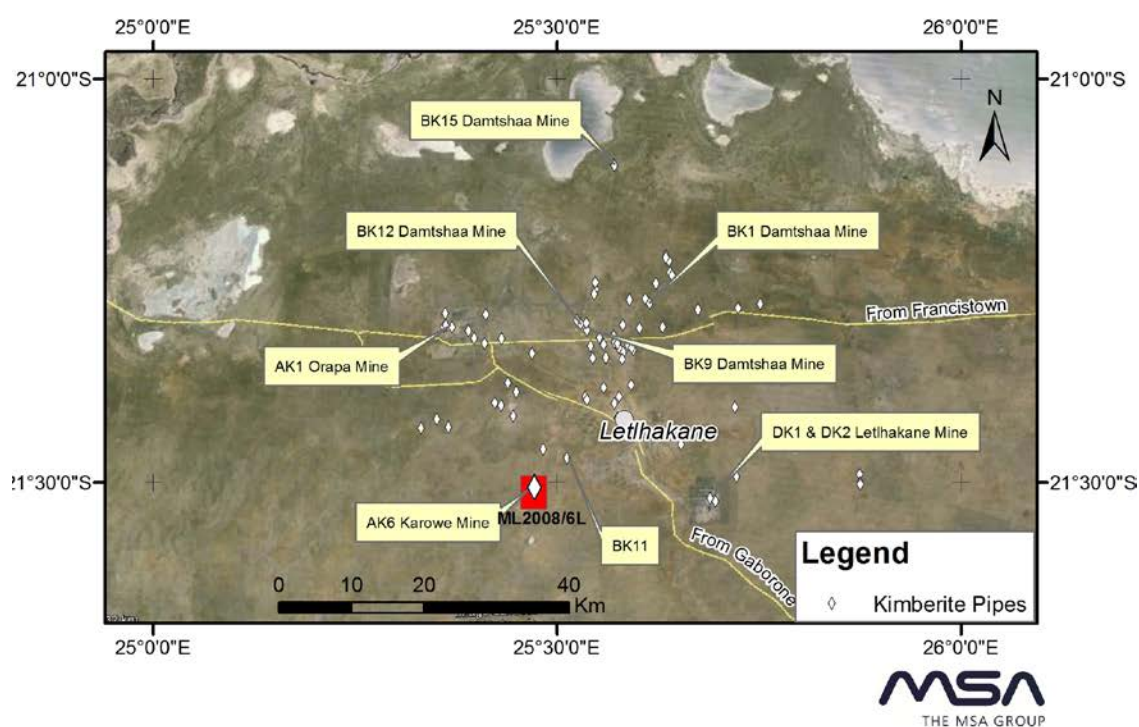 25°0'0"E
25°30'0"E
26°0'0"E
21°0'0"S
21°0'0"S
N
BK15 Damtshaa Mine
BK12 Damtshaa Mine
BK1 Damtshaa Mine
From Francistown
AK1 Orapa Mine
BK9 Damtshaa Mine
Letlhakane
DK1 & DK2 Letlhakane Mine
21°30'0"S
21°30'0"S
AK6 Karowe Mine
ML2008/6L
BK11
From Gaborone
Legend
Kimberite Pipes
0 10 20 40
Km
25°0'0"E
25°30'0"E
26°0'0"E
MSA
THE MSA GROUP